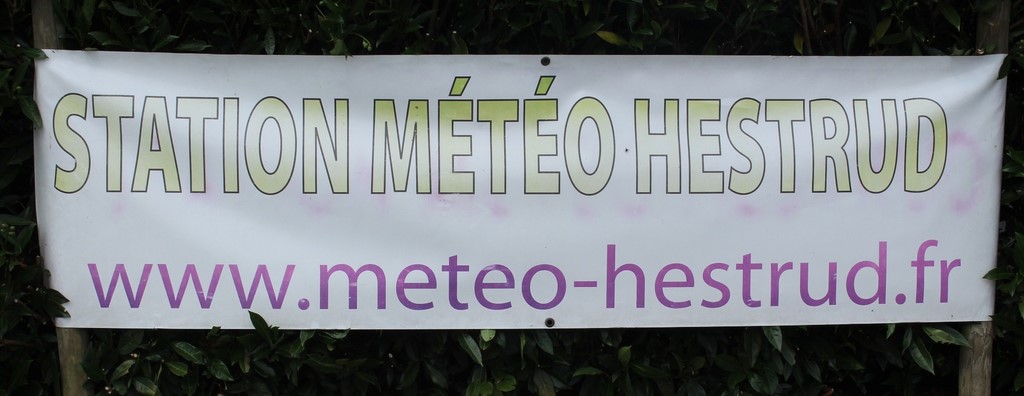 STATION MÉTÉO HESTRUD
www.meteo-hestrud.fr